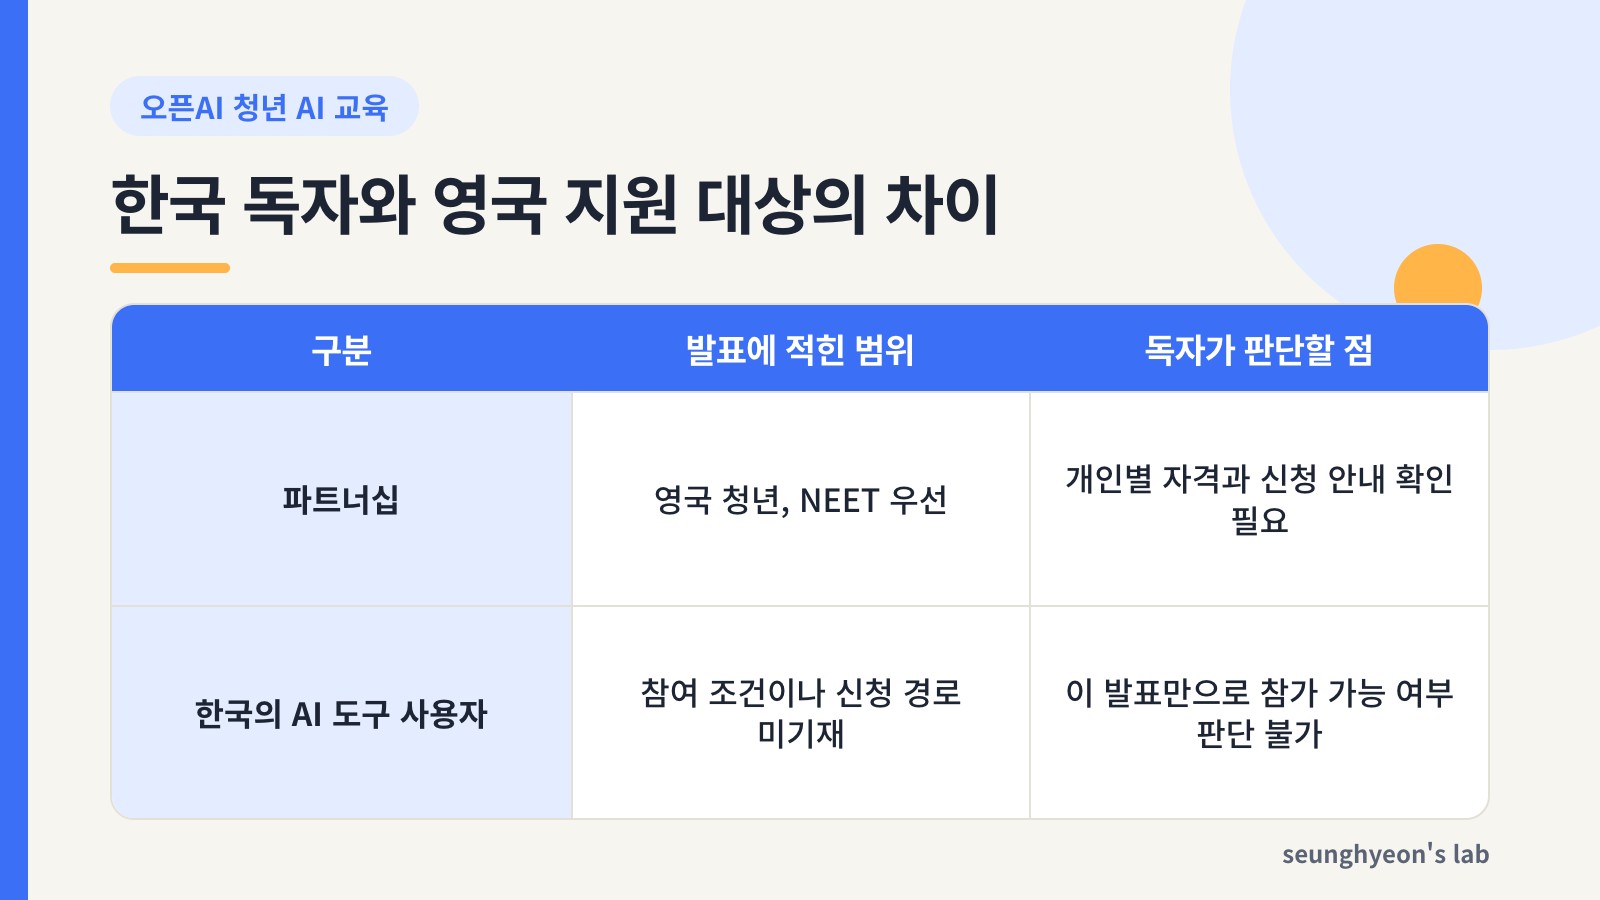 오픈AI 청년 AI 교육
한국 독자와 영국 지원 대상의 차이
구분
발표에 적힌 범위
독자가 판단할 점
파트너십
영국 청년, NEET 우선
개인별 자격과 신청 안내 확인
필요
한국의 AI 도구 사용자
참여 조건이나 신청 경로
미기재
이 발표만으로 참가 가능 여부
판단 불가
seunghyeon's lab